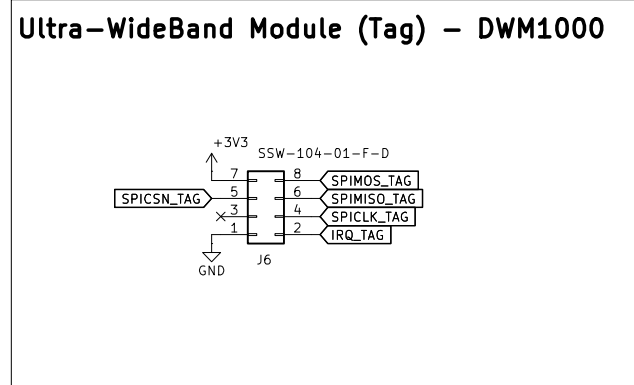 Ultra-WideBand Module (Tag) - DWM1000
+3V3
SSW-104-01-F-D
7 8 SPIMOS_TAG
SPICSN_TAG 5 6 SPIMISO_TAG
3 4 SPICLK_TAG
1 2 IRQ_TAG
J6
GND